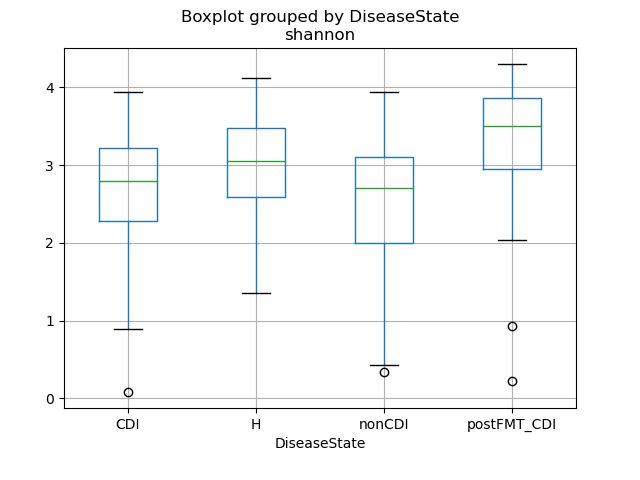 Boxplot grouped by DiseaseState
shannon
4
3
2
1
0
CDI
H
nonCDI
postFMT_CDI
DiseaseState